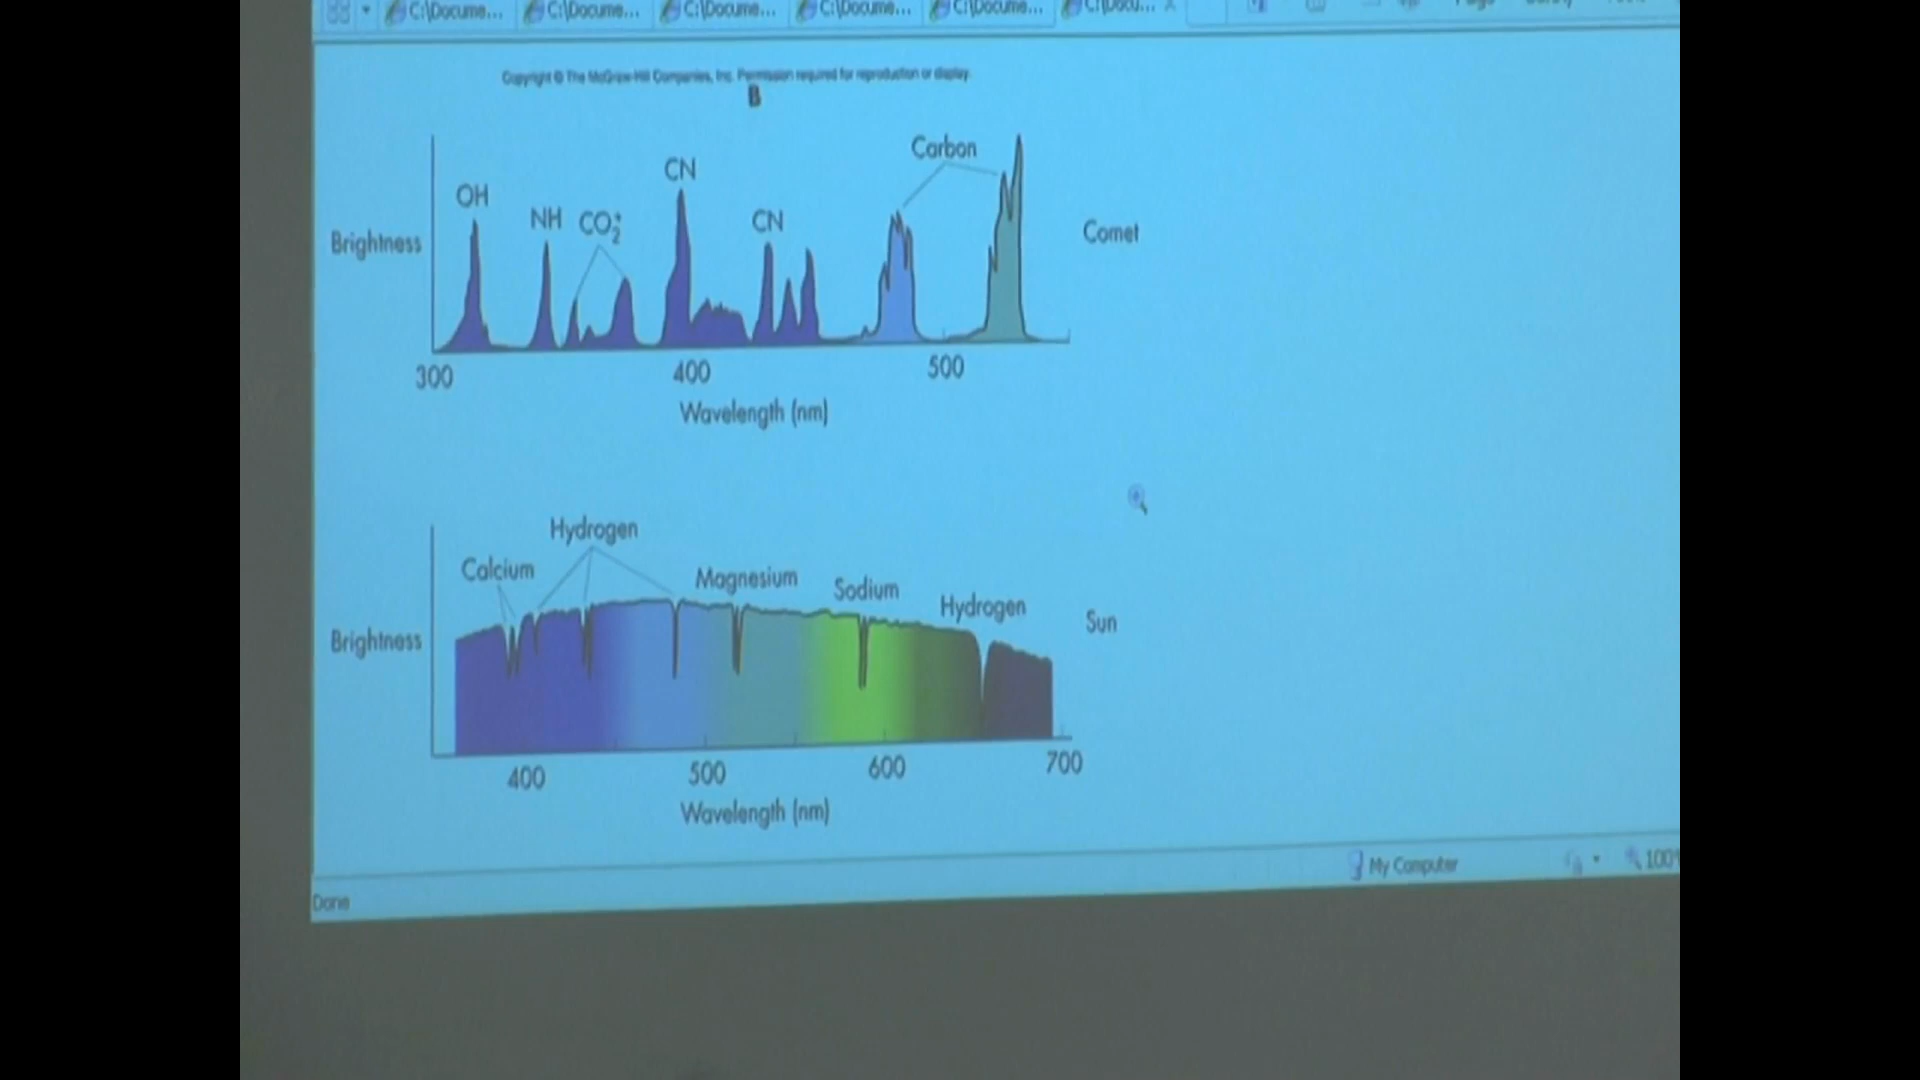 C:\Docume... C:\Docume... C:\Docume... C:\Docume... C:\Docume... C:\Docu...
Copyright © The McGraw-Hill Companies, Inc. Permission required for reproduction or display.
B
Carbon
CN
OH
NH CO₂⁺ CN
Brightness
Comet
300 400 500
Wavelength (nm)
Hydrogen
Calcium
Magnesium
Sodium
Hydrogen
Brightness
Sun
400 500 600 700
Wavelength (nm)
My Computer
100%
Done